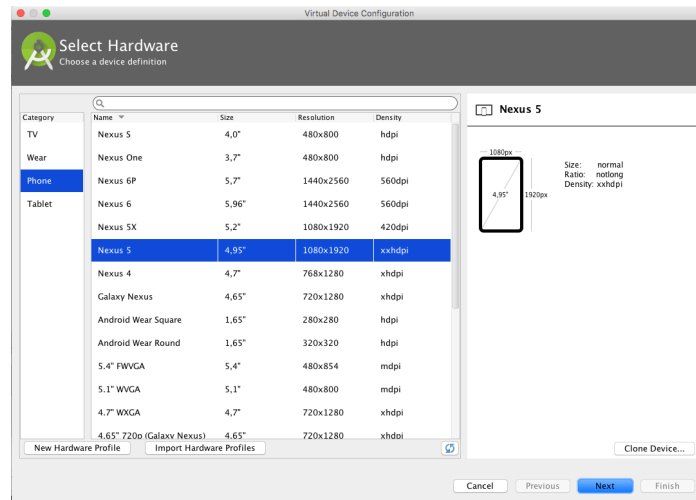 Virtual Device Configuration
Select Hardware
Choose a device definition
Category
TV
Wear
Phone
Tablet
Name Size Resolution Density
Nexus S 4,0" 480x800 hdpi
Nexus One 3,7" 480x800 hdpi
Nexus 6P 5,7" 1440x2560 560dpi
Nexus 6 5,96" 1440x2560 560dpi
Nexus 5X 5,2" 1080x1920 420dpi
Nexus 5 4,95" 1080x1920 xxhdpi
Nexus 4 4,7" 768x1280 xhdpi
Galaxy Nexus 4,65" 720x1280 xhdpi
Android Wear Square 1,65" 280x280 hdpi
Android Wear Round 1,65" 320x320 hdpi
5.4" FWVGA 5,4" 480x854 mdpi
5.1" WVGA 5,1" 480x800 mdpi
4.7" WXGA 4,7" 720x1280 xhdpi
4.65" 720p (Galaxy Nexus) 4,65" 720x1280 xhdpi
New Hardware Profile Import Hardware Profiles
Nexus 5
1080px
4,95"
1920px
Size: normal
Ratio: notlong
Density: xxhdpi
Clone Device...
Cancel Previous Next Finish